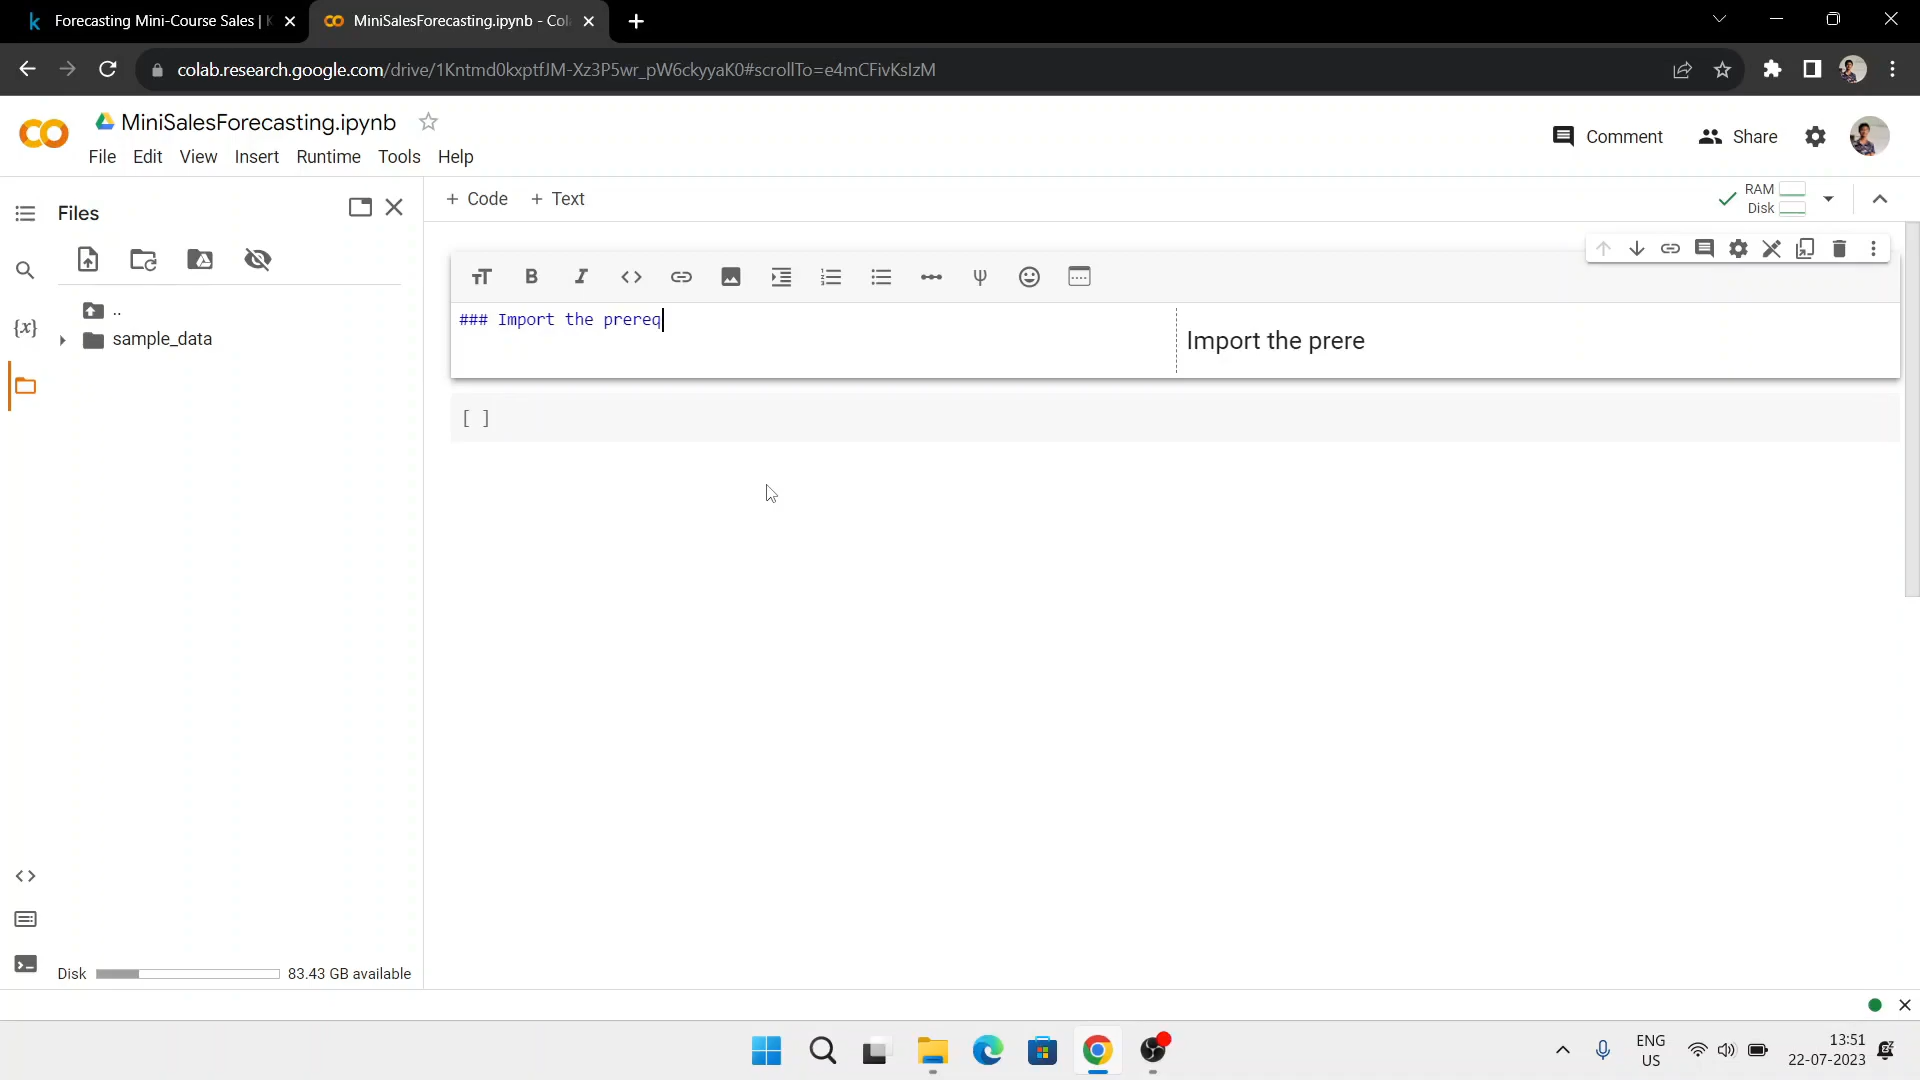 Forecasting Mini-Course Sales |
MiniSalesForecasting.ipynb - Col
colab.research.google.com/drive/1Kntmd0kxptfJM-Xz3P5wr_pW6ckyyaK0#scrollTo=e4mCFivKsIzM
MiniSalesForecasting.ipynb
File Edit View Insert Runtime Tools Help
Comment
Share
Files
+ Code + Text
RAM
Disk
..
sample_data
### Import the prereq
Import the prere
[ ]
Disk
83.43 GB available
ENG
US
13:51
22-07-2023